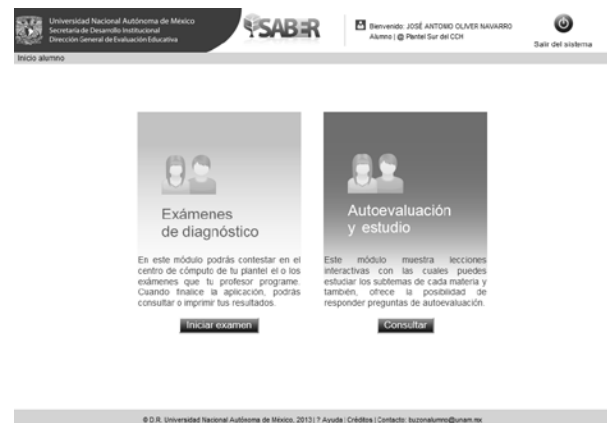 Universidad Nacional Autónoma de México
Secretaría de Desarrollo Institucional
Dirección General de Evaluación Educativa
SABER
Bienvenido: JOSÉ ANTONIO OLIVER NAVARRO
Alumno | @ Plantel Sur del CCH
Salir del sistema
Inicio alumno
Exámenes
de diagnóstico
En este módulo podrás contestar en el
centro de cómputo de tu plantel el o los
exámenes que tu profesor programe.
Cuando finalice la aplicación, podrás
consultar o imprimir tus resultados.
Iniciar examen
Autoevaluación
y estudio
Este módulo muestra lecciones
interactivas con las cuales puedes
estudiar los subtemas de cada materia y
también, ofrece la posibilidad de
responder preguntas de autoevaluación.
Consultar
© D.R. Universidad Nacional Autónoma de México, 2013 | ? Ayuda | Créditos | Contacto: buzonalumno@unam.mx